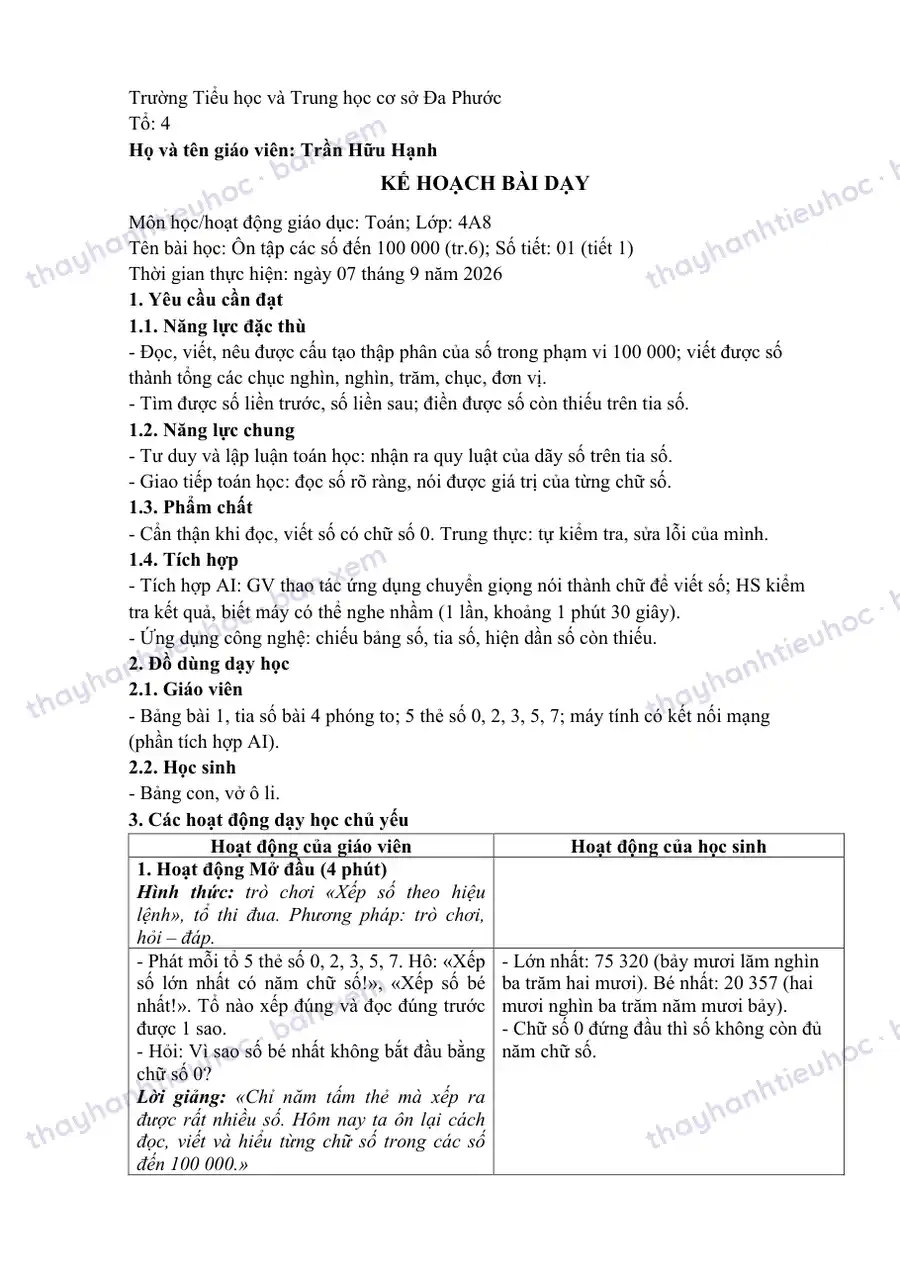 Trường Tiểu học và Trung học cơ sở Đa Phước
Tổ: 4
Họ và tên giáo viên: Trần Hữu Hạnh
KẾ HOẠCH BÀI DẠY
Môn học/hoạt động giáo dục: Toán; Lớp: 4A8
Tên bài học: Ôn tập các số đến 100 000 (tr.6); Số tiết: 01 (tiết 1)
Thời gian thực hiện: ngày 07 tháng 9 năm 2026
1. Yêu cầu cần đạt
1.1. Năng lực đặc thù
- Đọc, viết, nêu được cấu tạo thập phân của số trong phạm vi 100 000; viết được số
thành tổng các chục nghìn, nghìn, trăm, chục, đơn vị.
- Tìm được số liền trước, số liền sau; điền được số còn thiếu trên tia số.
1.2. Năng lực chung
- Tư duy và lập luận toán học: nhận ra quy luật của dãy số trên tia số.
- Giao tiếp toán học: đọc số rõ ràng, nói được giá trị của từng chữ số.
1.3. Phẩm chất
- Cẩn thận khi đọc, viết số có chữ số 0. Trung thực: tự kiểm tra, sửa lỗi của mình.
1.4. Tích hợp
- Tích hợp AI: GV thao tác ứng dụng chuyển giọng nói thành chữ để viết số; HS kiểm
tra kết quả, biết máy có thể nghe nhầm (1 lần, khoảng 1 phút 30 giây).
- Ứng dụng công nghệ: chiếu bảng số, tia số, hiện dần số còn thiếu.
2. Đồ dùng dạy học
2.1. Giáo viên
- Bảng bài 1, tia số bài 4 phóng to; 5 thẻ số 0, 2, 3, 5, 7; máy tính có kết nối mạng
(phần tích hợp AI).
2.2. Học sinh
- Bảng con, vở ô li.
3. Các hoạt động dạy học chủ yếu
Hoạt động của giáo viên
Hoạt động của học sinh
1. Hoạt động Mở đầu (4 phút)
Hình thức: trò chơi «Xếp số theo hiệu
lệnh», tổ thi đua. Phương pháp: trò chơi,
hỏi – đáp.
- Phát mỗi tổ 5 thẻ số 0, 2, 3, 5, 7. Hô: «Xếp
số lớn nhất có năm chữ số!», «Xếp số bé
nhất!». Tổ nào xếp đúng và đọc đúng trước
được 1 sao.
- Hỏi: Vì sao số bé nhất không bắt đầu bằng
chữ số 0?
Lời giảng: «Chỉ năm tấm thẻ mà xếp ra
được rất nhiều số. Hôm nay ta ôn lại cách
đọc, viết và hiểu từng chữ số trong các số
đến 100 000.»
- Lớn nhất: 75 320 (bảy mươi lăm nghìn
ba trăm hai mươi). Bé nhất: 20 357 (hai
mươi nghìn ba trăm năm mươi bảy).
- Chữ số 0 đứng đầu thì số không còn đủ
năm chữ số.
thayhanhtieuhoc · bản xem
thayhanhtieuhoc · b
thayhanhtieuhoc · bản xem
thayhanhtieuhoc · b
thayhanhtieuhoc · bản xem
thayhanhtieuhoc · b